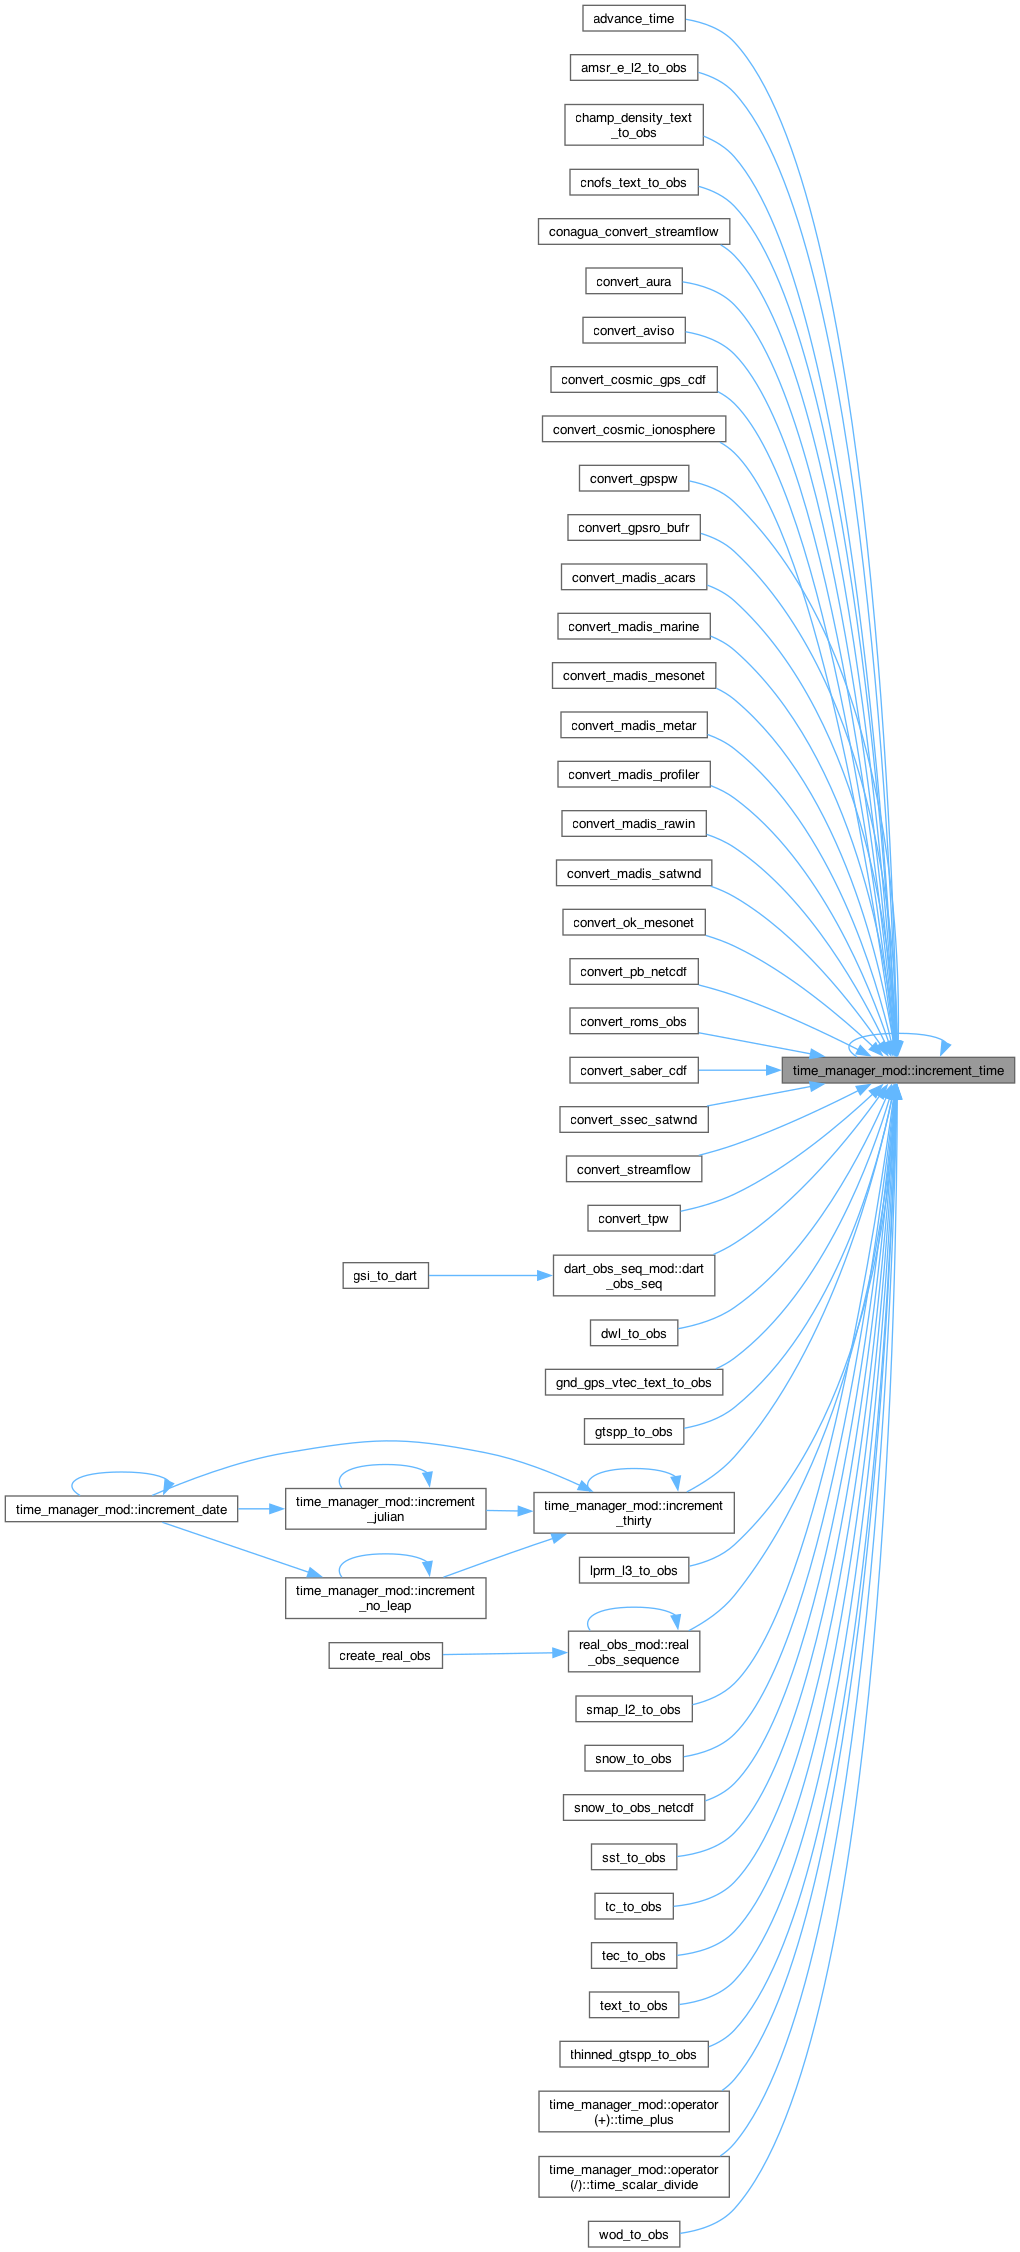 advance_time
amsr_e_l2_to_obs
champ_density_text
_to_obs
cnofs_text_to_obs
conagua_convert_streamflow
convert_aura
convert_aviso
convert_cosmic_gps_cdf
convert_cosmic_ionosphere
convert_gpspw
convert_gpsro_bufr
convert_madis_acars
convert_madis_marine
convert_madis_mesonet
convert_madis_metar
convert_madis_profiler
convert_madis_rawin
convert_madis_satwnd
convert_ok_mesonet
convert_pb_netcdf
convert_roms_obs
convert_saber_cdf
time_manager_mod::increment_time
convert_ssec_satwnd
convert_streamflow
convert_tpw
gsi_to_dart
dart_obs_seq_mod::dart
_obs_seq
dwl_to_obs
gnd_gps_vtec_text_to_obs
gtspp_to_obs
time_manager_mod::increment_date
time_manager_mod::increment
_julian
time_manager_mod::increment
_thirty
lprm_l3_to_obs
time_manager_mod::increment
_no_leap
create_real_obs
real_obs_mod::real
_obs_sequence
smap_l2_to_obs
snow_to_obs
snow_to_obs_netcdf
sst_to_obs
tc_to_obs
tec_to_obs
text_to_obs
thinned_gtspp_to_obs
time_manager_mod::operator
(+)::time_plus
time_manager_mod::operator
(/)::time_scalar_divide
wod_to_obs